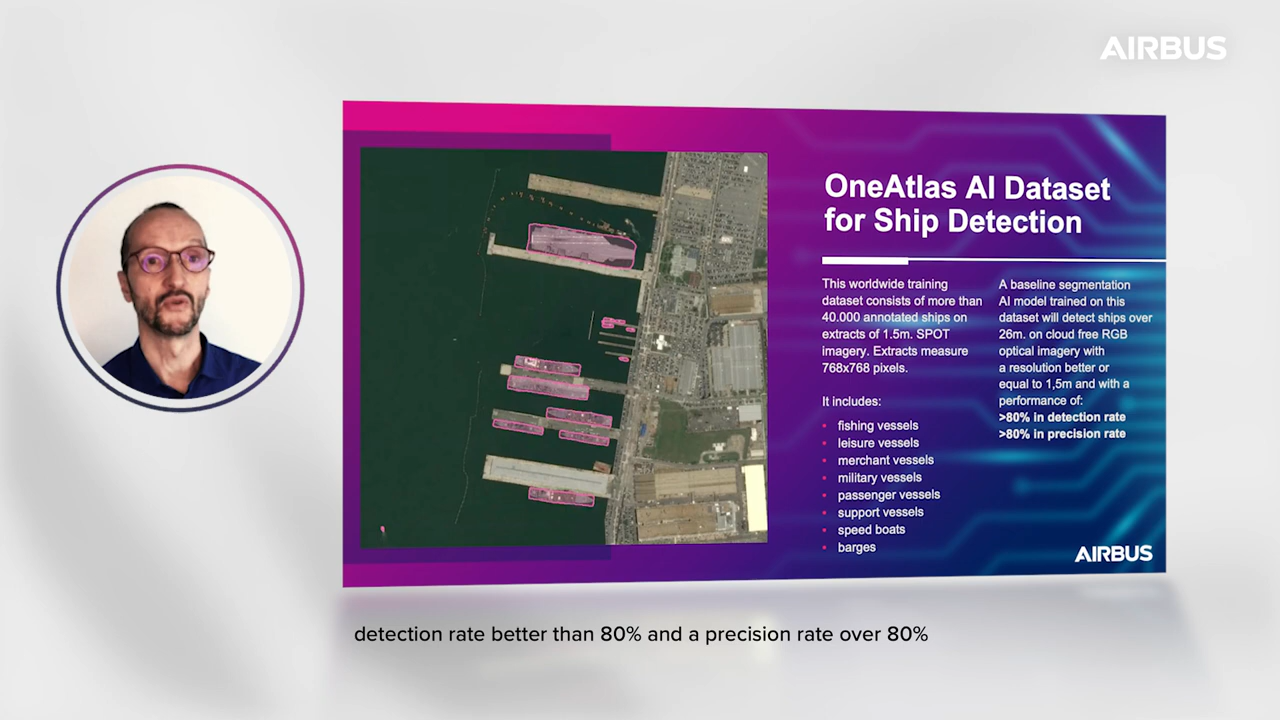 AIRBUS
OneAtlas AI Dataset
for Ship Detection
This worldwide training
dataset consists of more than
40.000 annotated ships on
extracts of 1.5m. SPOT
imagery. Extracts measure
768x768 pixels.
It includes:
• fishing vessels
• leisure vessels
• merchant vessels
• military vessels
• passenger vessels
• support vessels
• speed boats
• barges
A baseline segmentation
AI model trained on this
dataset will detect ships over
26m. on cloud free RGB
optical imagery with
a resolution better or
equal to 1,5m and with a
performance of:
>80% in detection rate
>80% in precision rate
AIRBUS
detection rate better than 80% and a precision rate over 80%